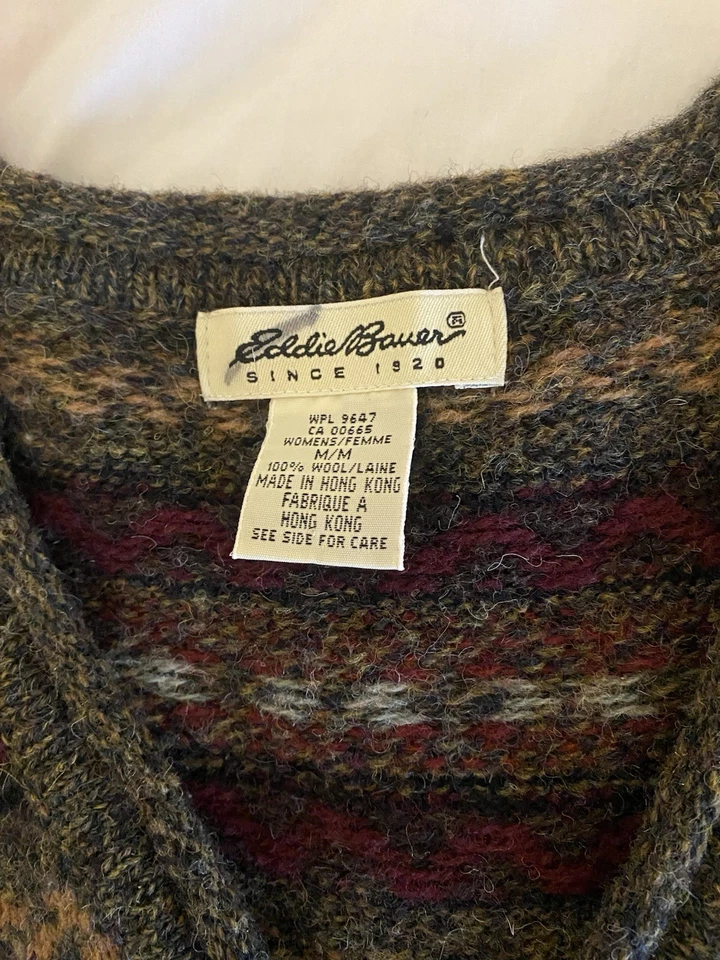 Eddie Bauer®
SINCE 1920
WPL 9647
CA 00665
WOMENS/FEMME
M/M
100% WOOL/LAINE
MADE IN HONG KONG
FABRIQUE A
HONG KONG
SEE SIDE FOR CARE